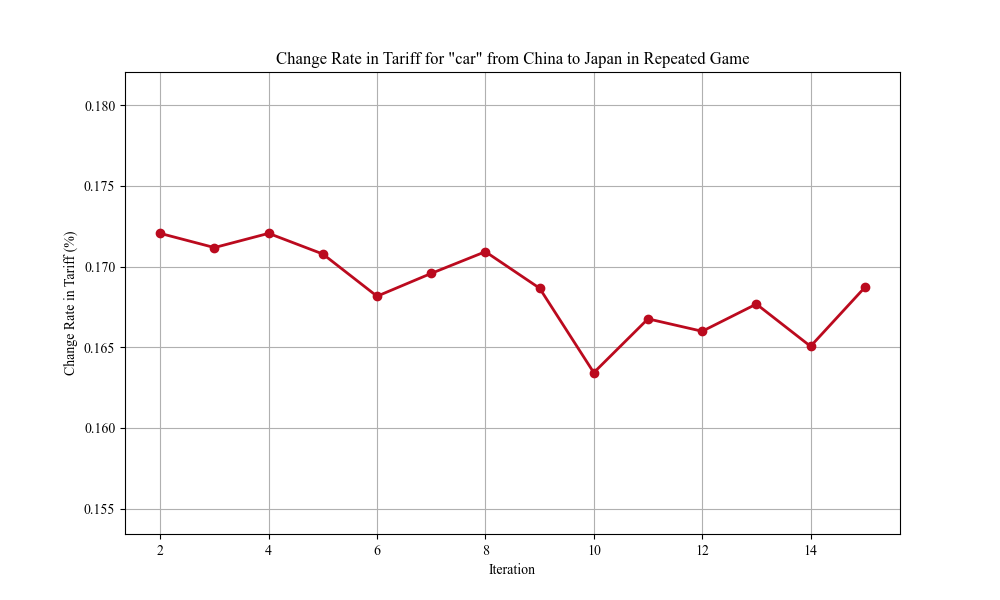 Change Rate in Tariff for "car" from China to Japan in Repeated Game
Change Rate in Tariff (%)
0.180
0.175
0.170
0.165
0.160
0.155
2 4 6 8 10 12 14
Iteration